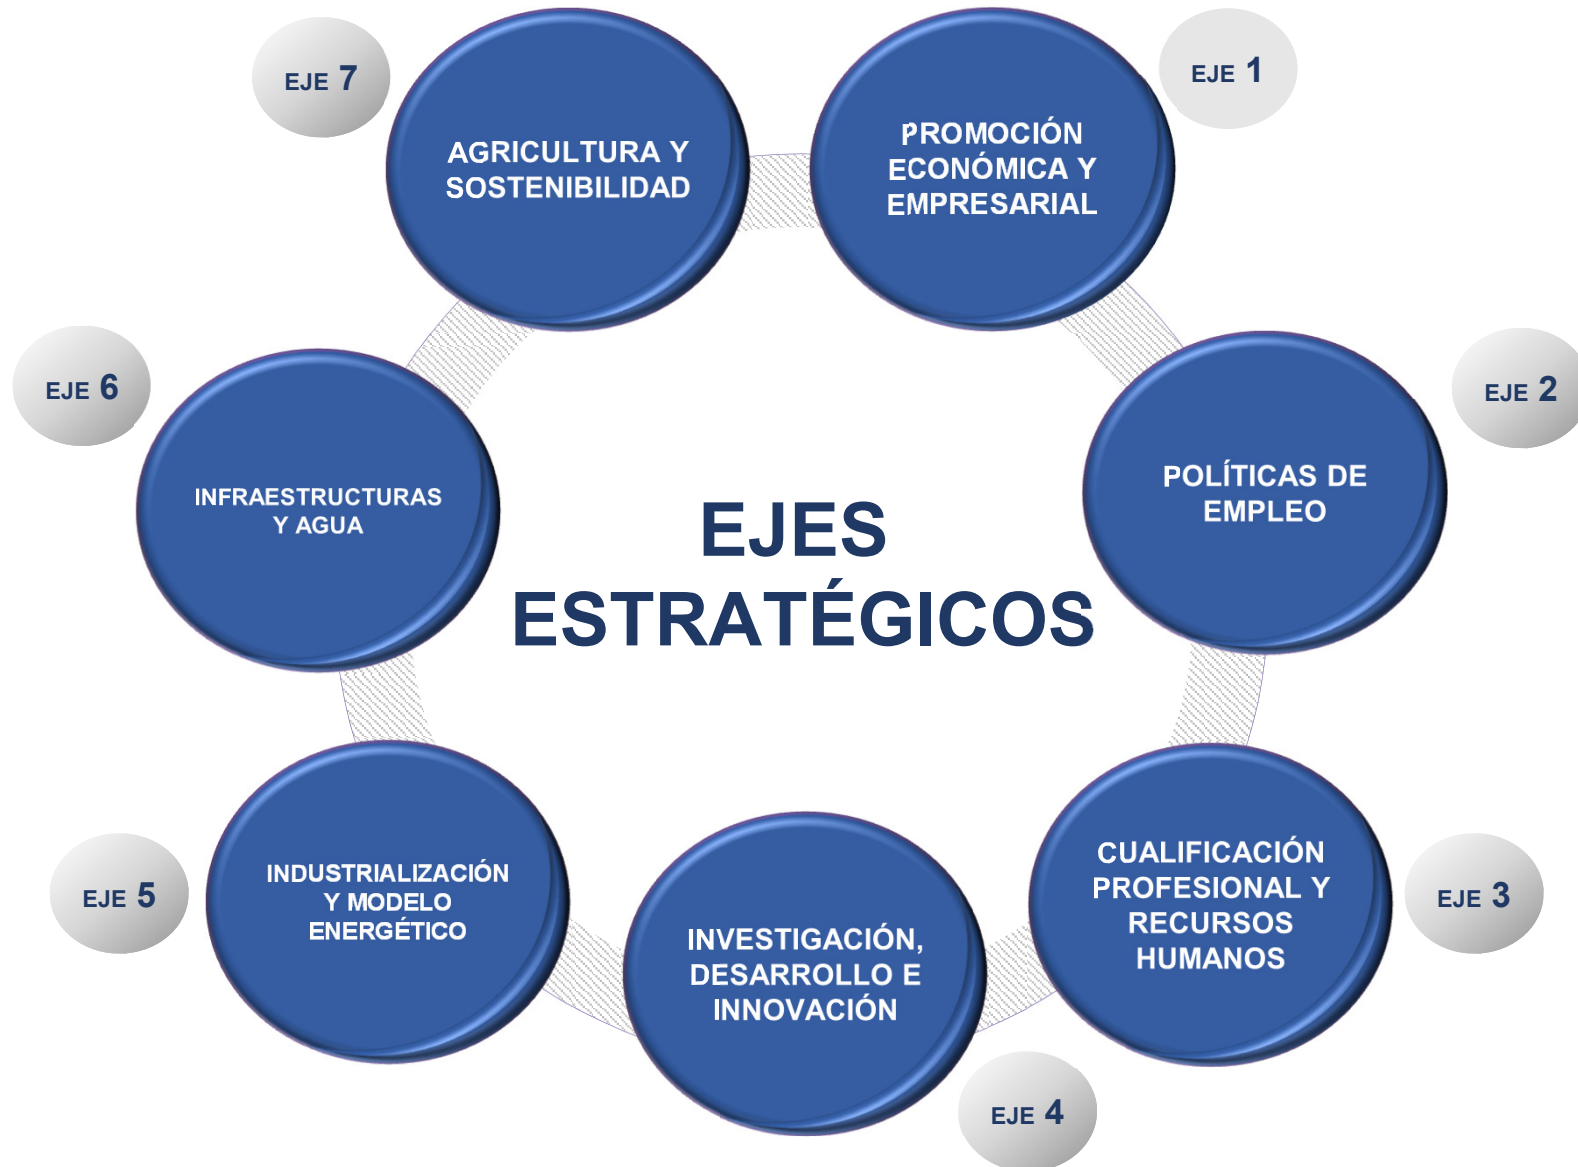 EJES
ESTRATÉGICOS
EJE 1
PROMOCIÓN
ECONÓMICA Y
EMPRESARIAL
EJE 2
POLÍTICAS DE
EMPLEO
EJE 3
CUALIFICACIÓN
PROFESIONAL Y
RECURSOS
HUMANOS
EJE 4
INVESTIGACIÓN,
DESARROLLO E
INNOVACIÓN
EJE 5
INDUSTRIALIZACIÓN
Y MODELO
ENERGÉTICO
EJE 6
INFRAESTRUCTURAS
Y AGUA
EJE 7
AGRICULTURA Y
SOSTENIBILIDAD